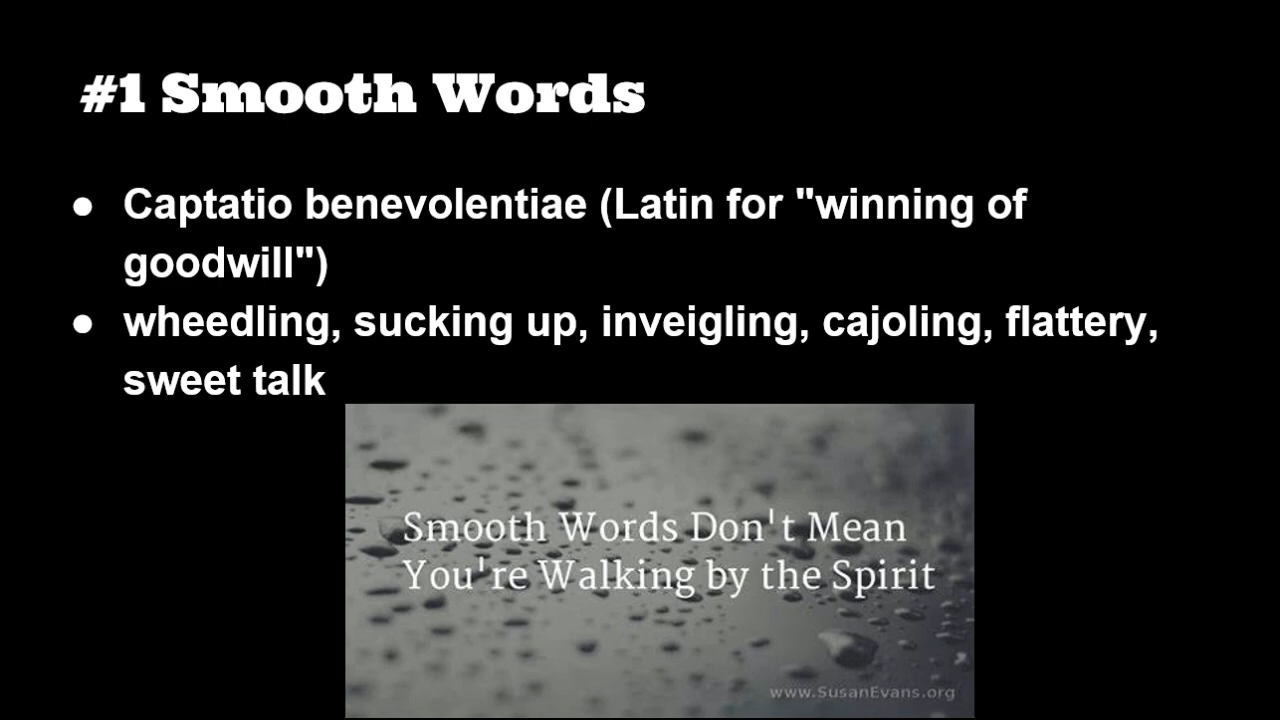 #1 Smooth Words
● Captatio benevolentiae (Latin for "winning of
goodwill")
● wheedling, sucking up, inveigling, cajoling, flattery,
sweet talk
Smooth Words Don't Mean
You're Walking by the Spirit
www.SusanEvans.org